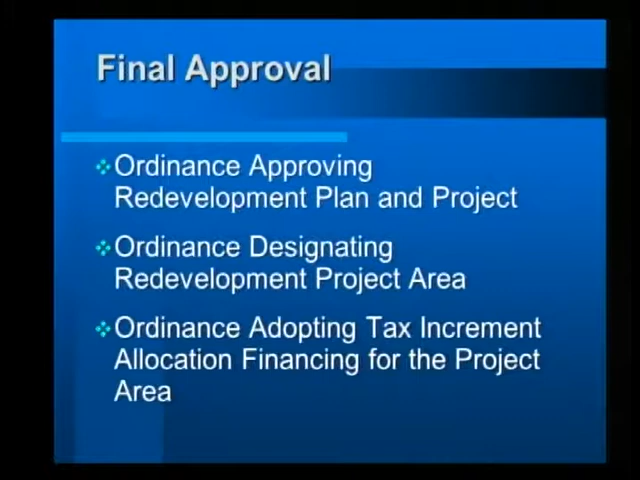 Final Approval
Ordinance Approving
Redevelopment Plan and Project
Ordinance Designating
Redevelopment Project Area
Ordinance Adopting Tax Increment
Allocation Financing for the Project
Area